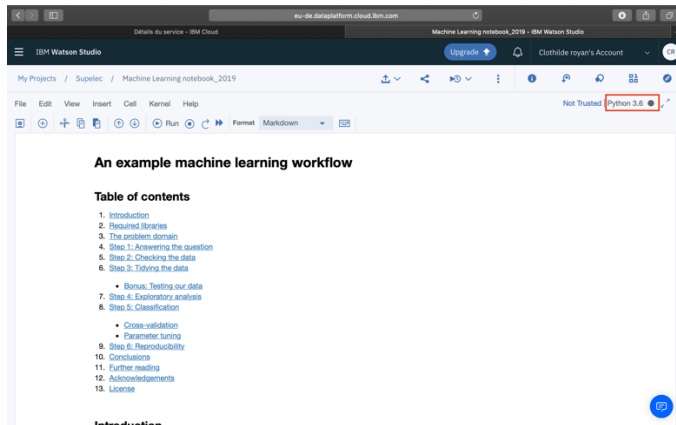 eu-de.dataplatform.cloud.ibm.com
Détails du service - IBM Cloud
Machine Learning notebook_2019 - IBM Watson Studio
IBM Watson Studio
Upgrade
Clothilde royan's Account
CR
My Projects / Supelec / Machine Learning notebook_2019
File Edit View Insert Cell Kernel Help
Not Trusted | Python 3.6
Run Format Markdown
An example machine learning workflow
Table of contents
1. Introduction
2. Required libraries
3. The problem domain
4. Step 1: Answering the question
5. Step 2: Checking the data
6. Step 3: Tidying the data
• Bonus: Testing our data
7. Step 4: Exploratory analysis
8. Step 5: Classification
• Cross-validation
• Parameter tuning
9. Step 6: Reproducibility
10. Conclusions
11. Further reading
12. Acknowledgements
13. License
Introduction